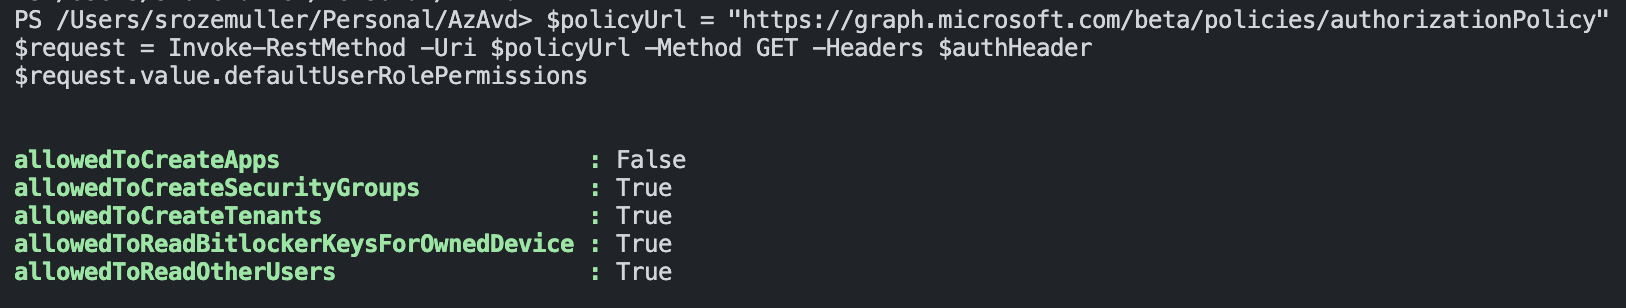 PS /Users/srozemuller/Personal/AzAvd> $policyUrl = "https://graph.microsoft.com/beta/policies/authorizationPolicy"
$request = Invoke-RestMethod -Uri $policyUrl -Method GET -Headers $authHeader
$request.value.defaultUserRolePermissions
allowedToCreateApps : False
allowedToCreateSecurityGroups : True
allowedToCreateTenants : True
allowedToReadBitlockerKeysForOwnedDevice : True
allowedToReadOtherUsers : True